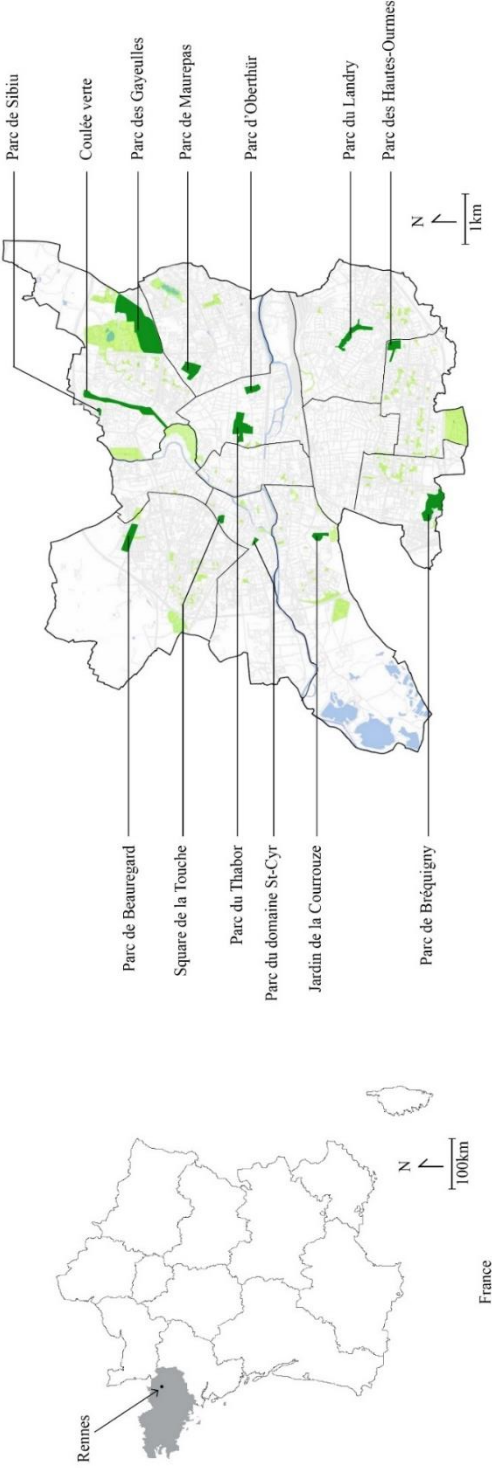 Rennes
N
100km
France
Parc de Beauregard
Square de la Touche
Parc du Thabor
Parc du domaine St-Cyr
Jardin de la Courrouze
Parc de Bréquigny
Parc de Sibiu
Coulée verte
Parc des Gayeulles
Parc de Maurepas
Parc d'Oberthür
Parc du Landry
Parc des Hautes-Ourmes
N
1km